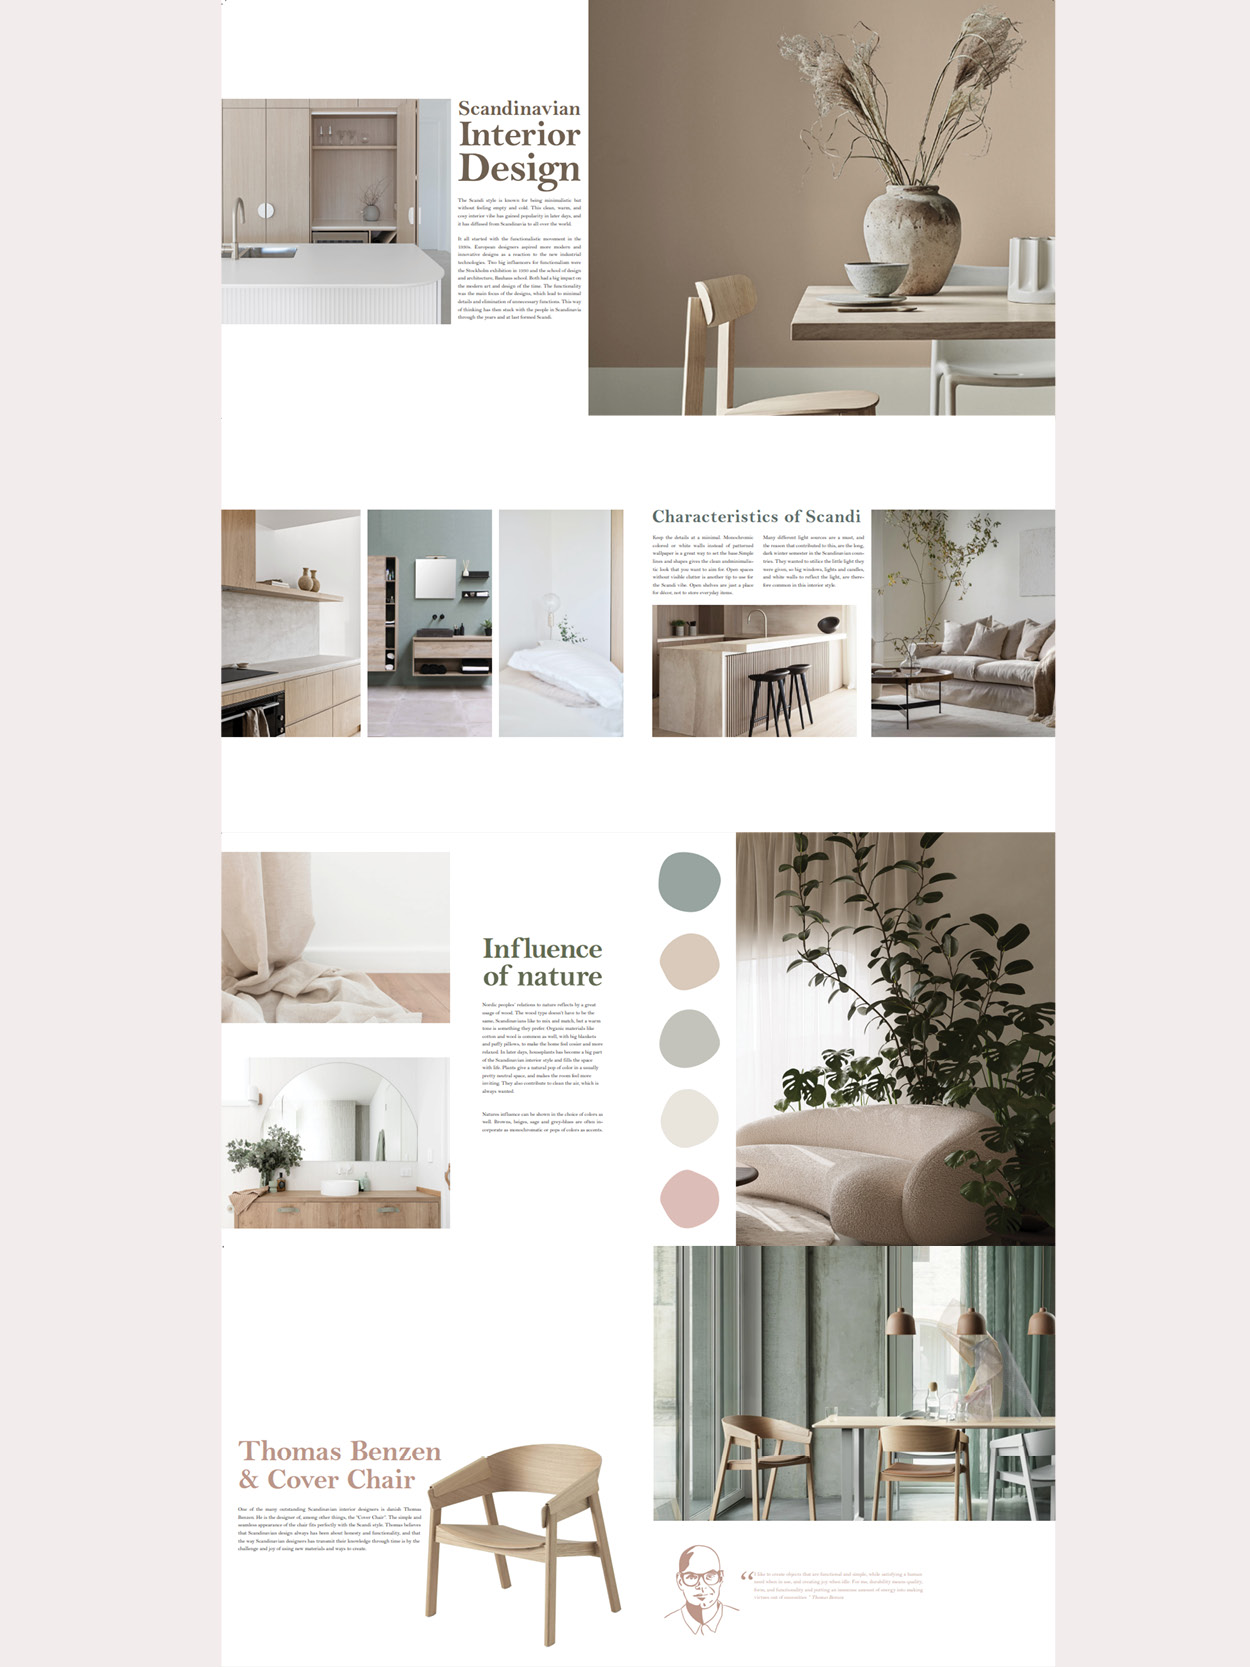 Scandinavian
Interior
Design
The Scandi style is known for being minimalistic but
without feeling empty and cold. This clean, warm, and
cosy interior vibe has gained popularity in later days, and
it has diffused from Scandinavia to all over the world.
It all started with the functionalistic movement in the
1930s. European designers aspired more modern and
innovative designs as a reaction to the new industrial
technologies. Two big influences for functionalism were
the Stockholm exhibition in 1930 and the school of design
and architecture, Bauhaus school. Both had a big impact on
the modern art and design of the time. The functionality
was the main focus of the designs, which lead to minimal
details and elimination of unnecessary functions. This way
of thinking has then stuck with the people in Scandinavia
through the years and at last formed Scandi.
Characteristics of Scandi
Keep the details at a minimal. Monochromic
colored or white walls instead of patterned
wallpaper is a great way to set the base.Simple
lines and shapes gives the clean andminimalis-
tic look that you want to aim for. Open spaces
without visible clutter is another tip to use for
the Scandi vibe. Open shelves are just a place
for décor, not to store everyday items.
Many different light sources are a must, and
the reason that contributed to this, are the long,
dark winter semester in the Scandinavian coun-
tries. They wanted to utilize the little light they
were given, so big windows, lights and candles,
and white walls to reflect the light, are there-
fore common in this interior style.
Influence
of nature
Nordic peoples' relations to nature reflects by a great
usage of wood. The wood type doesn't have to be the
same, Scandinavians like to mix and match, but a warm
tone is something they prefer. Organic materials like
cotton and wool is common as well, with big blankets
and puffy pillows, to make the home feel cosier and more
relaxed. In later days, houseplants has become a big part
of the Scandinavian interior style and fills the space
with life. Plants give a natural pop of color in a usually
pretty neutral space, and makes the room feel more
inviting. They also contribute to clean the air, which is
always wanted.
Natures influence can be shown in the choice of colors as
well. Browns, beiges, sage and grey-blues are often in-
corporate as monochromatic or pops of colors as accents.
Thomas Benzen
& Cover Chair
One of the many outstanding Scandinavian interior designers is danish Thomas
Benzen. He is the designer of, among other things, the "Cover Chair". The simple and
seamless appearance of the chair fits perfectly with the Scandi style. Thomas believes
that Scandinavian design always has been about honesty and functionality, and that
the way Scandinavian designers has transmit their knowledge through time is by the
challenge and joy of using new materials and ways to create.
“ I like to create objects that are functional and simple, while satisfying a human
need when in use, and creating joy when idle. For me, durability means quality,
form, and functionality and putting an immense amount of energy into making
virtues out of necessities. " Thomas Benzen